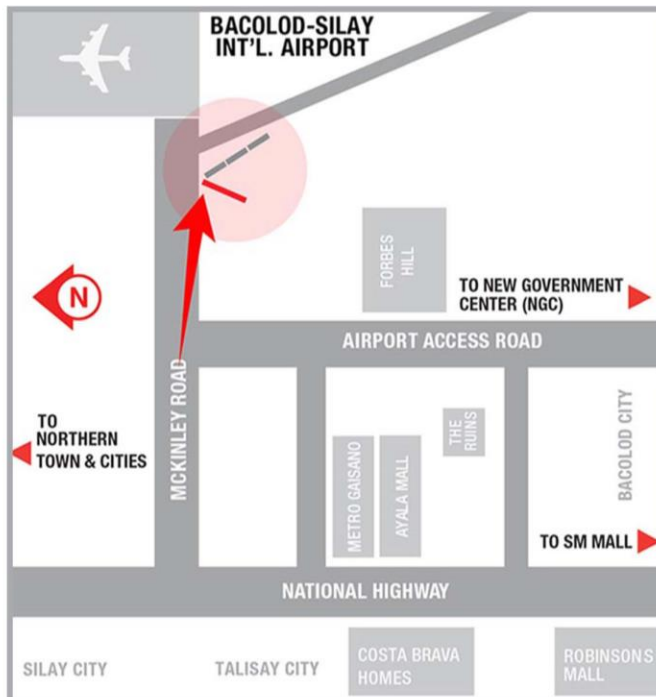 BACOLOD-SILAY
INT'L. AIRPORT
FORBES
HILL
TO NEW GOVERNMENT
CENTER (NGC)
N
AIRPORT ACCESS ROAD
MCKINLEY ROAD
TO
NORTHERN
TOWN & CITIES
THE
RUINS
METRO GAISANO
AYALA MALL
BACOLOD CITY
TO SM MALL
NATIONAL HIGHWAY
SILAY CITY
TALISAY CITY
COSTA BRAVA
HOMES
ROBINSONS
MALL